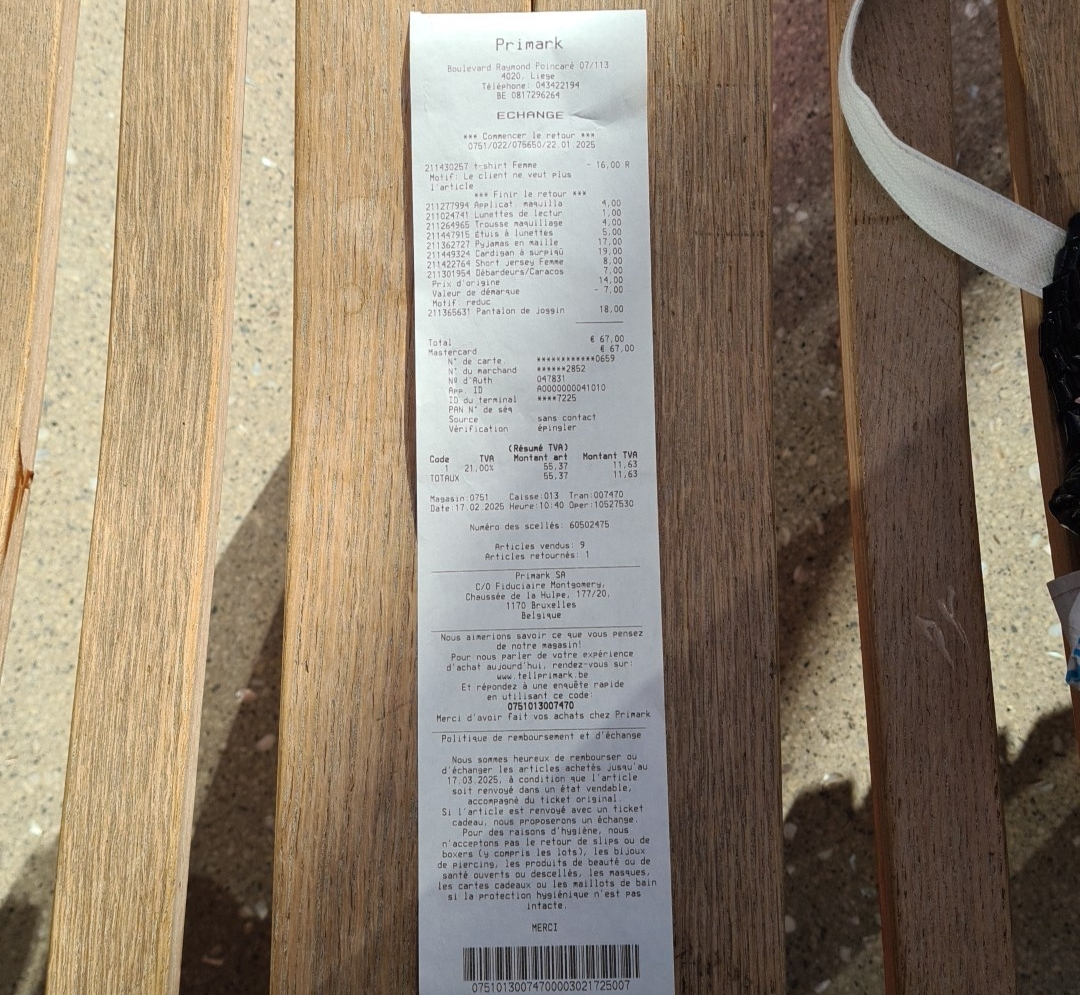 Primark
Boulevard Raymond Poincaré 07/113
4020, Liege
Téléphone: 043422194
BE 0817296264
ECHANGE
*** Commencer le retour ***
0751/022/075650/22.01.2025
211430257 t-shirt Femme - 16,00 R
Motif: Le client ne veut plus
l'article
*** Finir le retour ***
211277994 Applicat. maquilla 4,00
211024741 Lunettes de lectur 1,00
211264965 Trousse maquillage 4,00
211447915 Étuis à lunettes 5,00
211362727 Pyjamas en maille 17,00
211449324 Cardigan à surpiqû 19,00
211422764 Short jersey Femme 8,00
211301954 Débardeurs/Caracos 7,00
Prix d'origine 14,00
Valeur de démarque - 7,00
Motif: reduc
211365631 Pantalon de joggin 18,00
Total € 67,00
Mastercard € 67,00
N° de carte ************0659
N° du marchand ******2852
Nº d'Auth 047831
App. ID A0000000041010
ID du terminal ****7225
PAN N° de séq
Source sans contact
Vérification épingler
(Résumé TVA)
Code TVA Montant art Montant TVA
1 21,00% 55,37 11,63
TOTAUX 55,37 11,63
Magasin:0751 Caisse:013 Tran:007470
Date:17.02.2025 Heure:10:40 Oper:10527530
Numéro des scellés: 60502475
Articles vendus: 9
Articles retournés: 1
Primark SA
C/O Fiduciaire Montgomery,
Chaussée de la Hulpe, 177/20,
1170 Bruxelles
Belgique
Nous aimerions savoir ce que vous pensez
de notre magasin!
Pour nous parler de votre expérience
d'achat aujourd'hui, rendez-vous sur:
www.tellprimark.be
Et répondez à une enquête rapide
en utilisant ce code:
0751013007470
Merci d'avoir fait vos achats chez Primark
Politique de remboursement et d'échange
Nous sommes heureux de rembourser ou
d'échanger les articles achetés jusqu'au
17.03.2025, à condition que l'article
soit renvoyé dans un état vendable,
accompagné du ticket original.
Si l'article est renvoyé avec un ticket
cadeau, nous proposerons un échange.
Pour des raisons d'hygiène, nous
n'acceptons pas le retour de slips ou de
boxers (y compris les lots), les bijoux
de piercing, les produits de beauté ou de
santé ouverts ou descellés, les masques,
les cartes cadeaux ou les maillots de bain
si la protection hygiénique n'est pas
intacte.
MERCI
07510130074700003021725007